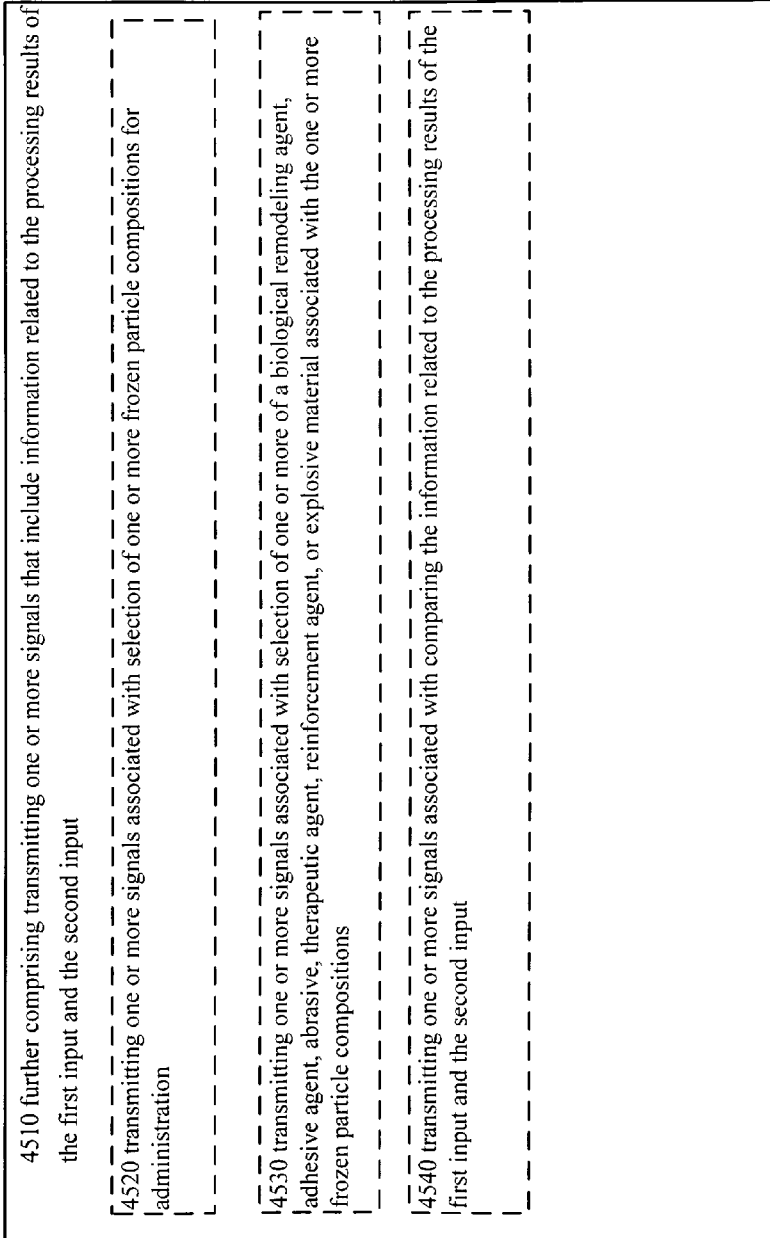 4510 further comprising transmitting one or more signals that include information related to the processing results of
the first input and the second input
4520 transmitting one or more signals associated with selection of one or more frozen particle compositions for
administration
4530 transmitting one or more signals associated with selection of one or more of a biological remodeling agent,
adhesive agent, abrasive, therapeutic agent, reinforcement agent, or explosive material associated with the one or more
frozen particle compositions
4540 transmitting one or more signals associated with comparing the information related to the processing results of the
first input and the second input